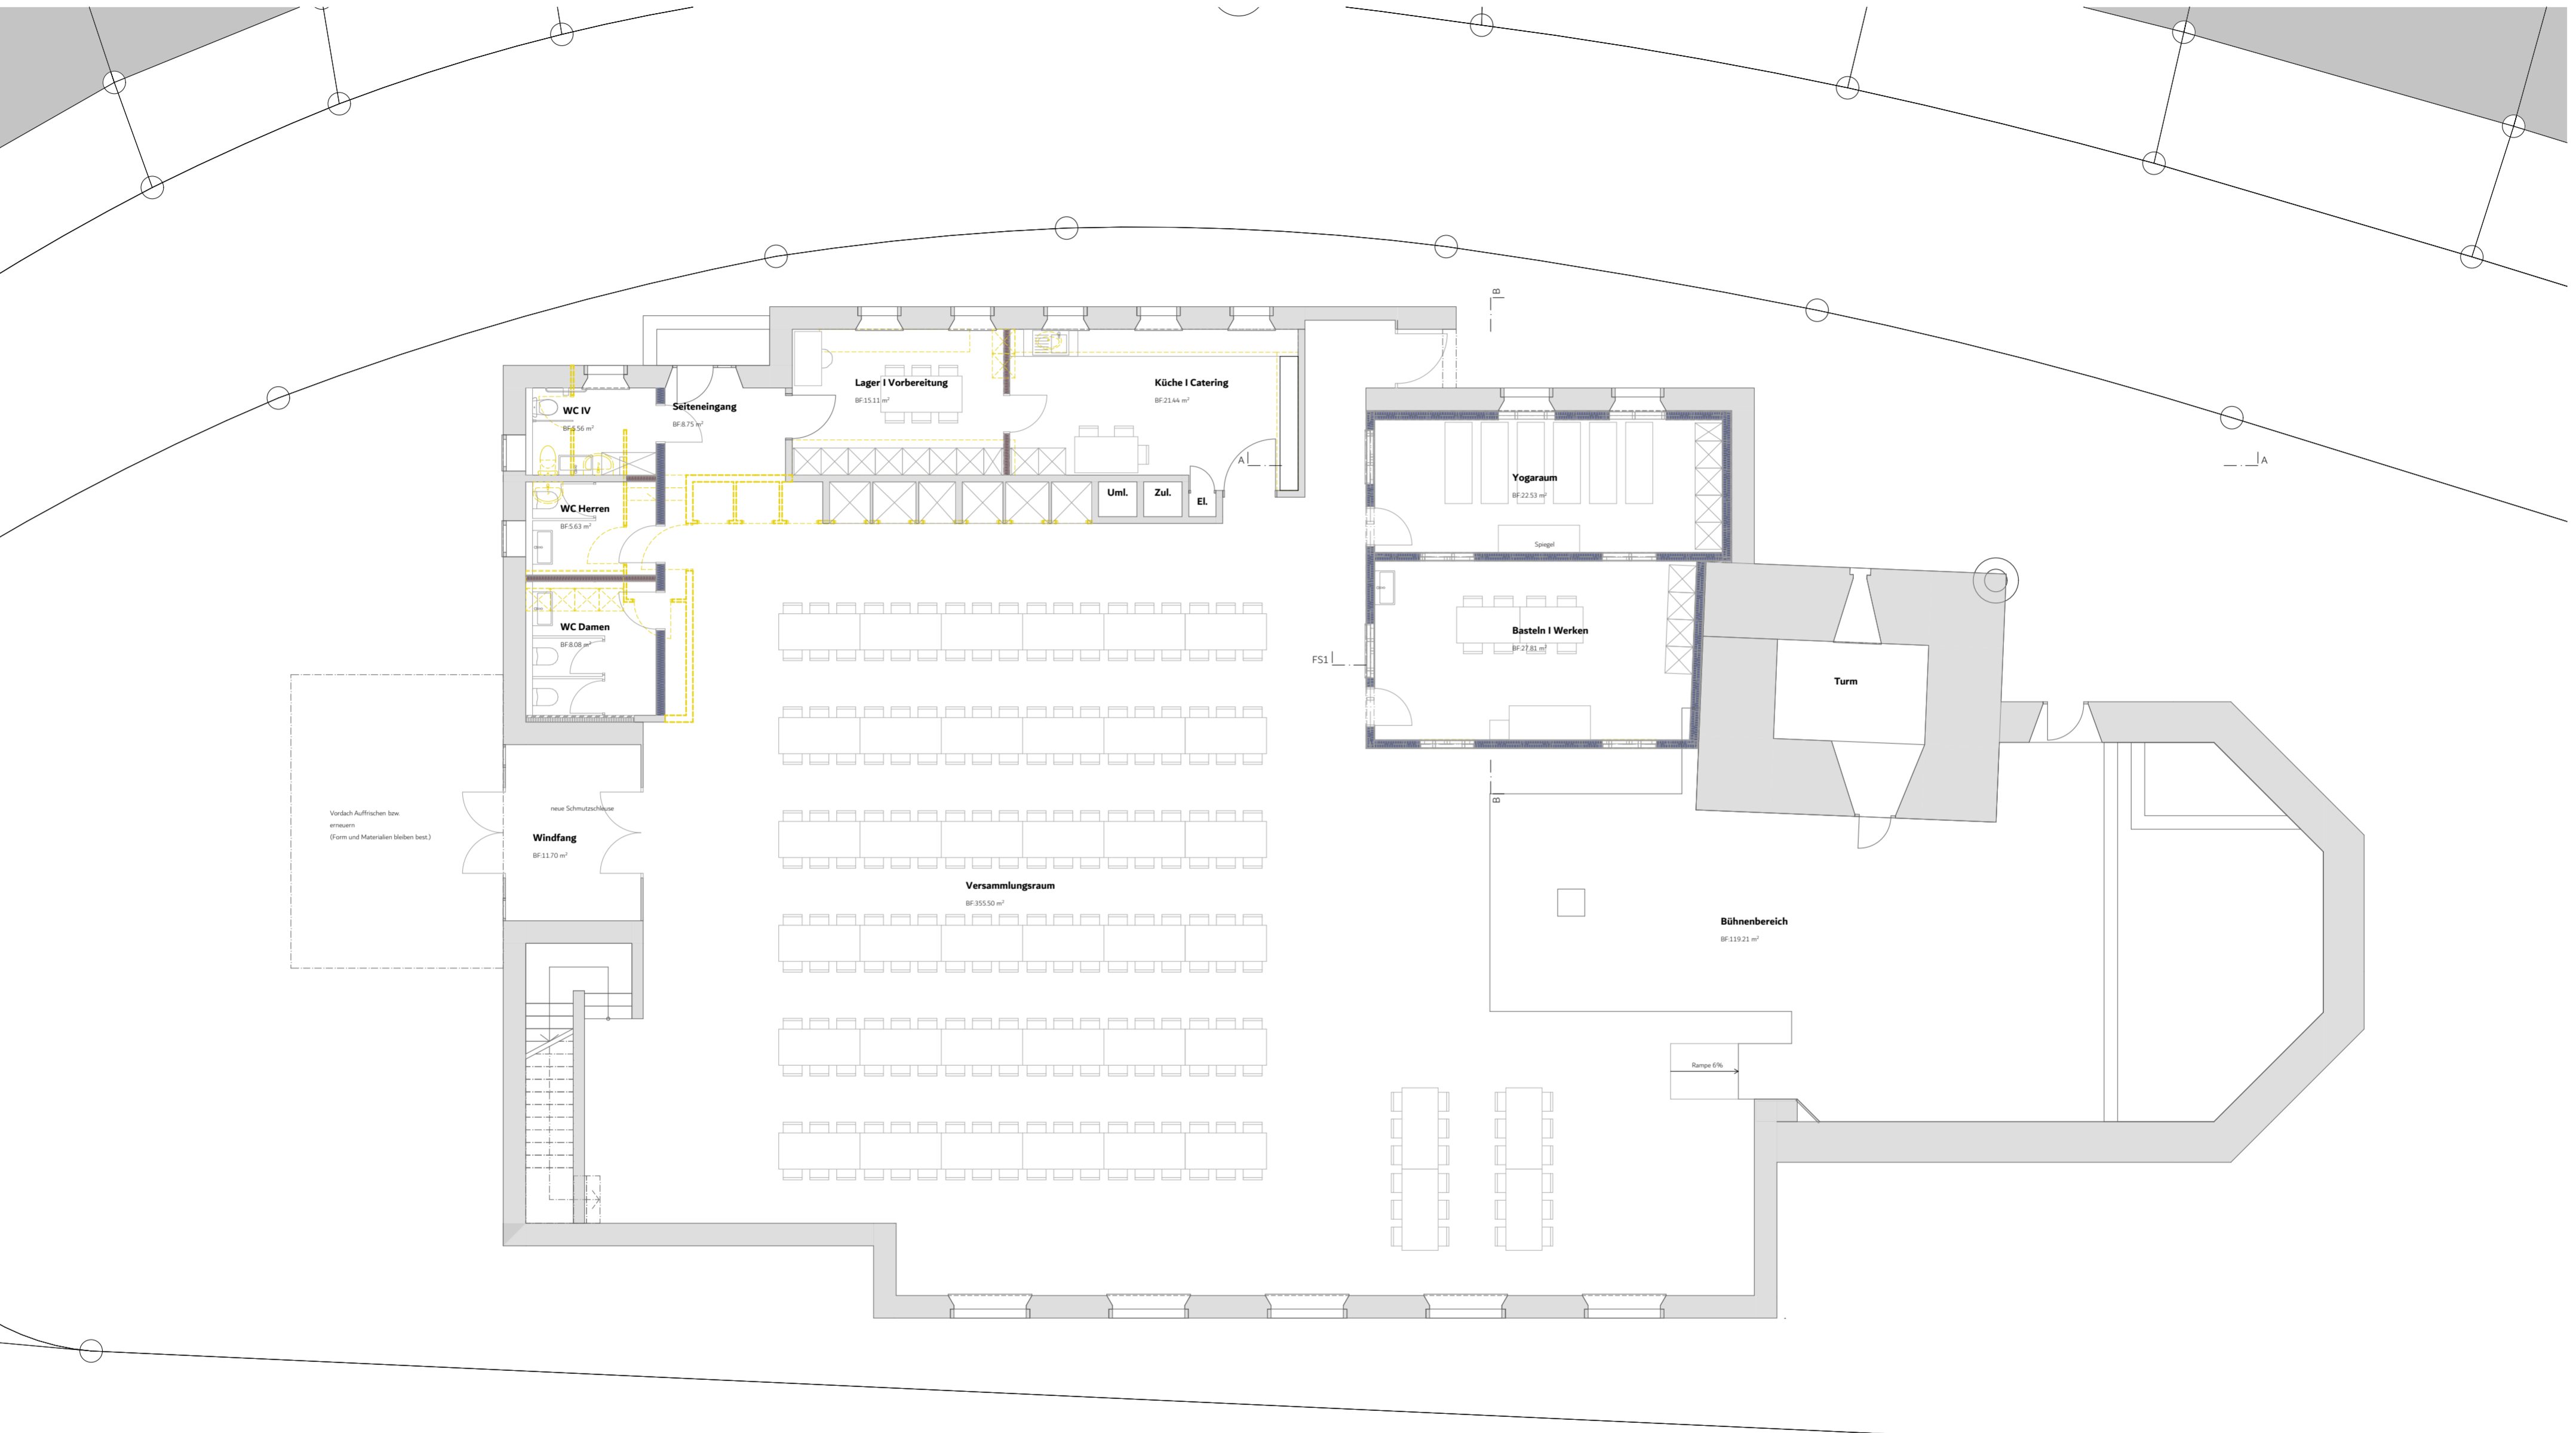 B
Lager I Vorbereitung
BF:15.11 m²
Küche I Catering
BF:21.44 m²
WC IV
BF:5.56 m²
Seiteneingang
BF:8.75 m²
A
A
Yogaraum
BF:22.53 m²
Uml.
Zul.
El.
WC Herren
BF:5.63 m²
Spiegel
WC Damen
BF:8.08 m²
Basteln I Werken
BF:27.81 m²
FS1
Turm
B
neue Schmutzschleuse
Vordach Auffrischen bzw.
erneuern
(Form und Materialien bleiben best.)
Windfang
BF:11.70 m²
Versammlungsraum
BF:355.50 m²
Bühnenbereich
BF:119.21 m²
Rampe 6%